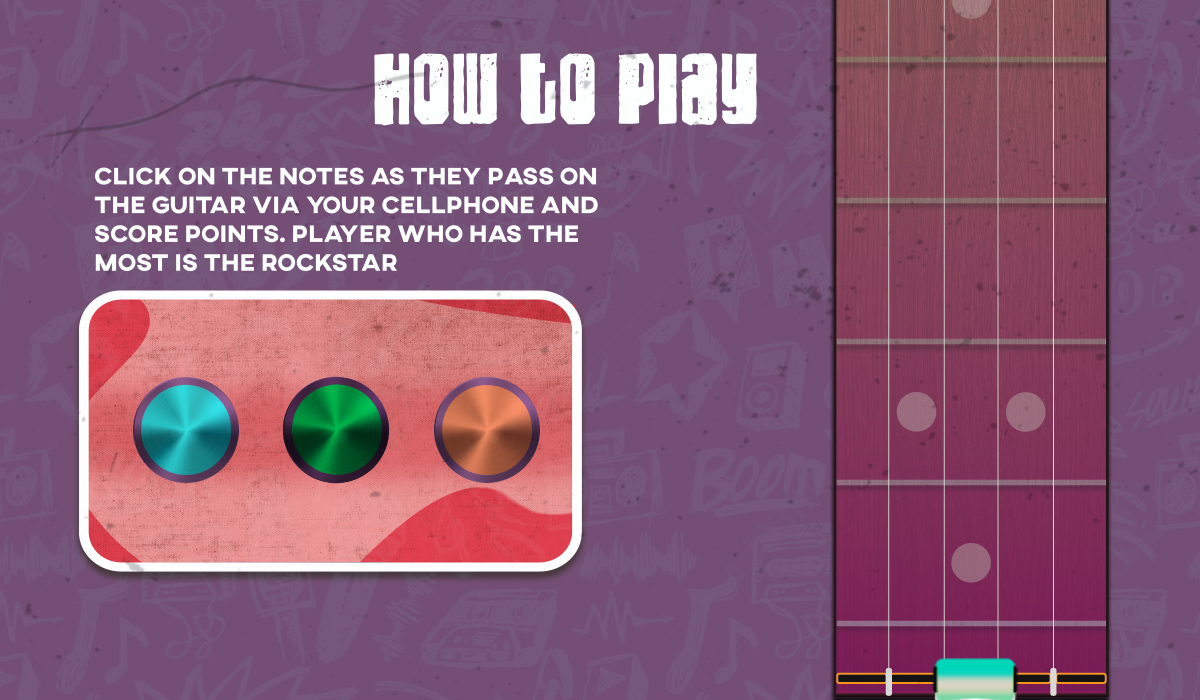 How to Play
CLICK ON THE NOTES AS THEY PASS ON
THE GUITAR VIA YOUR CELLPHONE AND
SCORE POINTS. PLAYER WHO HAS THE
MOST IS THE ROCKSTAR
BOOM